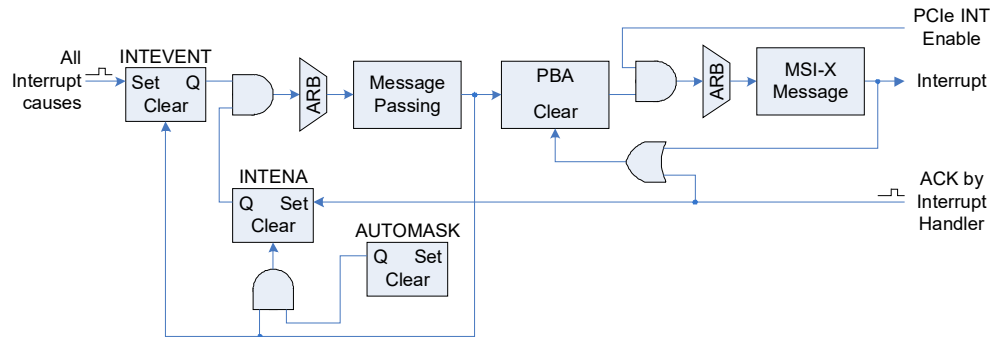 All
Interrupt
causes
INTEVENT
Set Q
Clear
ARB
Message
Passing
PBA
Clear
ARB
MSI-X
Message
PCIe INT
Enable
Interrupt
INTENA
Q Set
Clear
ACK by
Interrupt
Handler
AUTOMASK
Q Set
Clear